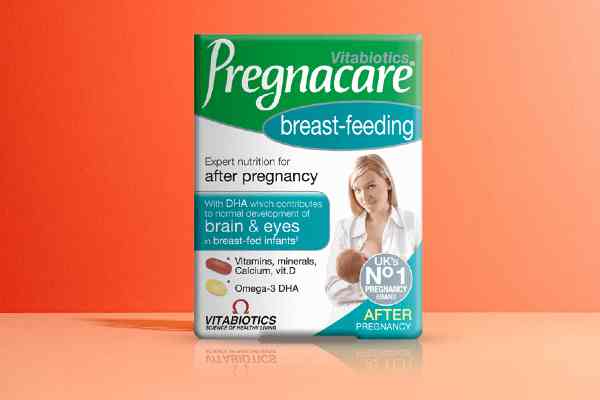 Vitabiotics
Pregnacare®
breast-feeding
Expert nutrition for
after pregnancy
With DHA which contributes
to normal development of
brain & eyes
in breast-fed infants†
Vitamins, minerals,
Calcium, vit.D
Omega-3 DHA
UK's
No1
PREGNANCY
BRAND
AFTER
PREGNANCY
VITABIOTICS
SCIENCE OF HEALTHY LIVING